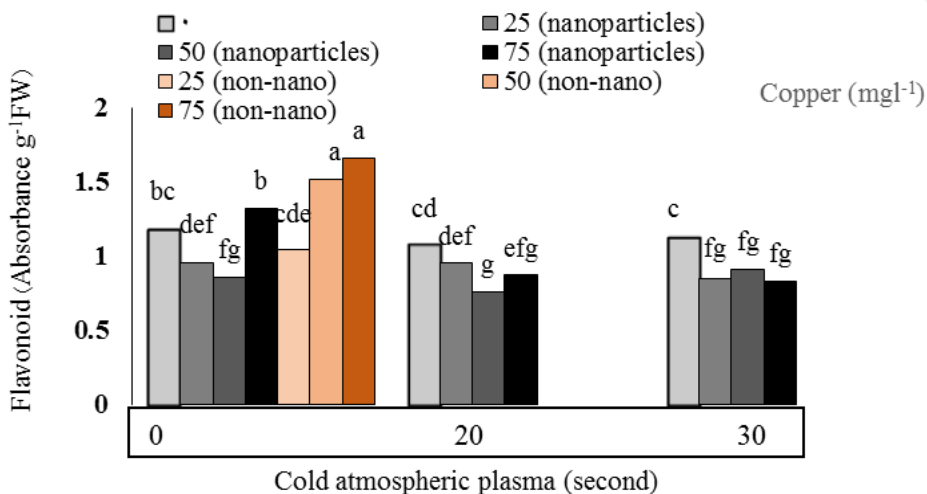 · 25 (nanoparticles)
50 (nanoparticles) 75 (nanoparticles)
25 (non-nano) 50 (non-nano)
75 (non-nano)
Copper (mgl⁻¹)
Flavonoid (Absorbance g⁻¹FW)
2
1.5
1
0.5
0
bc def fg b cde a a
cd def g efg
c fg fg fg
0 20 30
Cold atmospheric plasma (second)